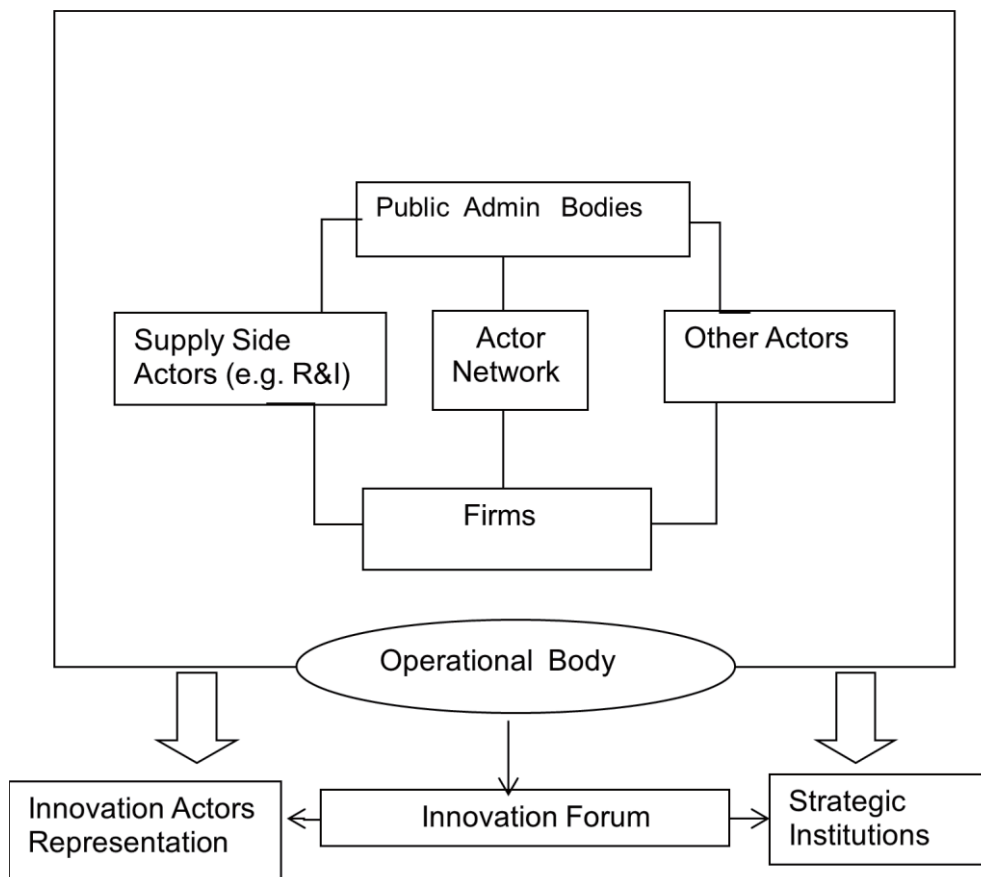 Public Admin Bodies
Supply Side
Actors (e.g. R&I)
Actor
Network
Other Actors
Firms
Operational Body
Innovation Actors
Representation
Innovation Forum
Strategic
Institutions